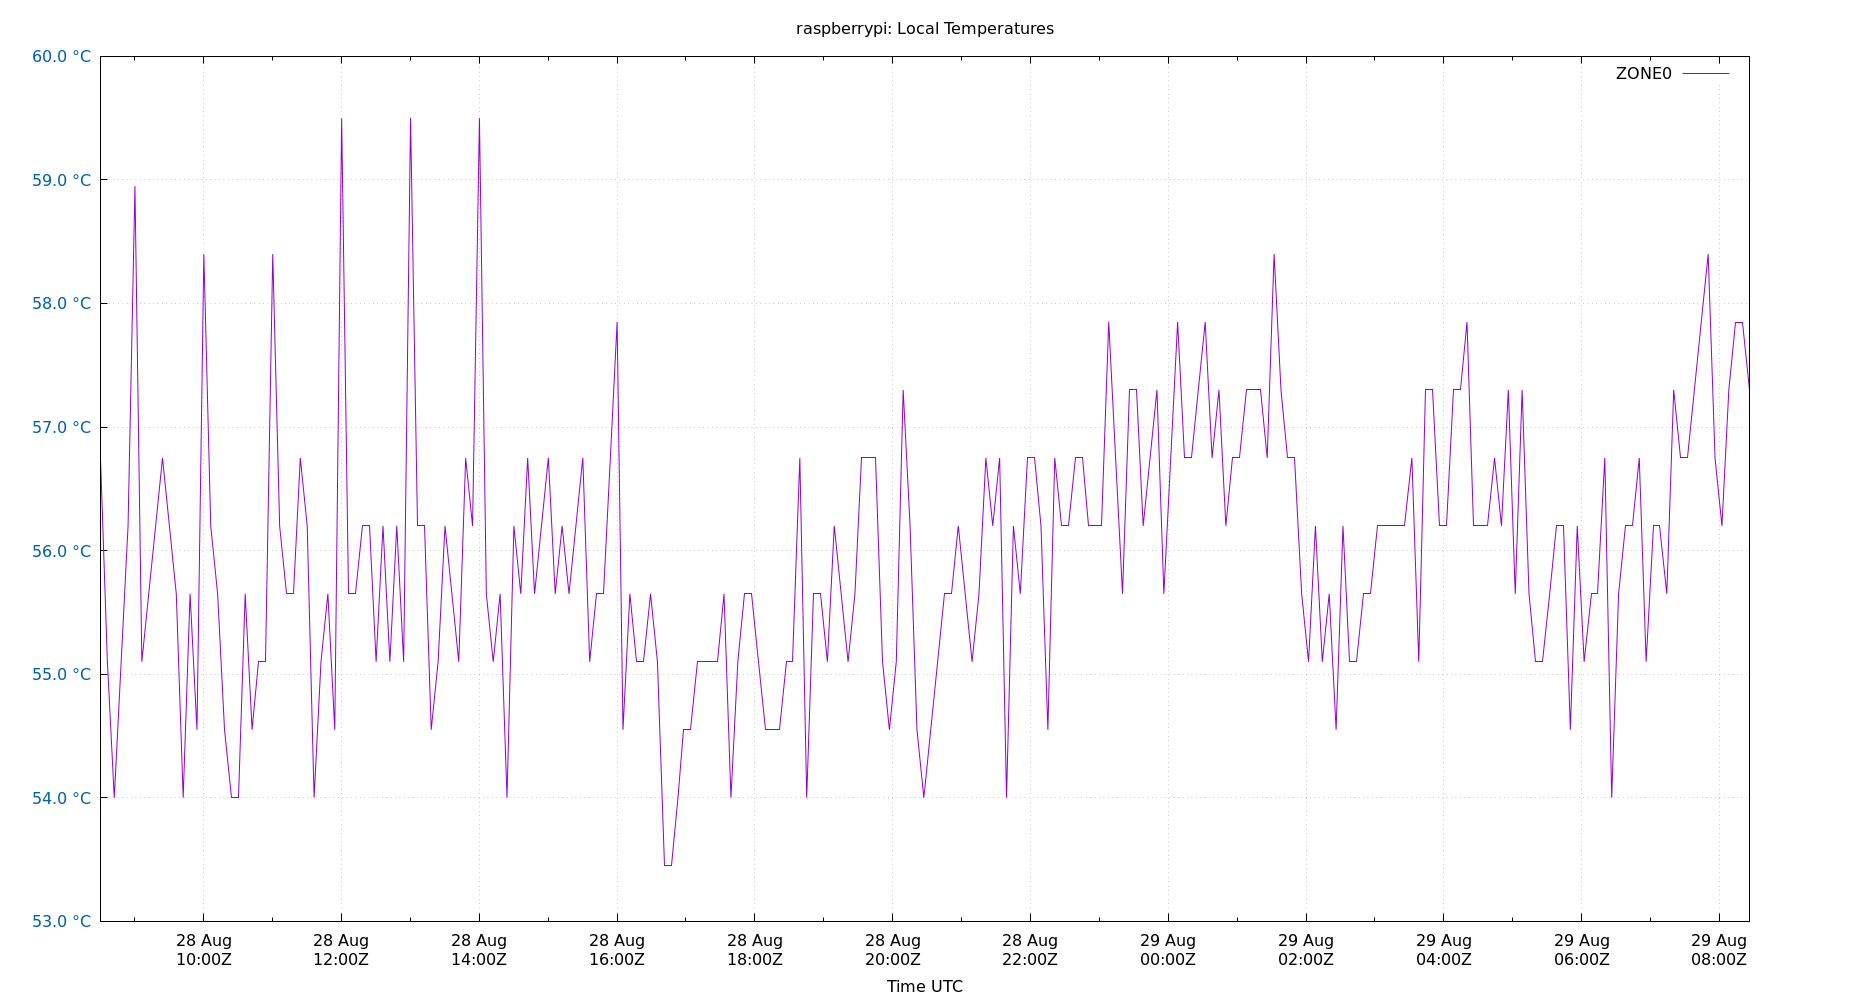 raspberrypi: Local Temperatures
60.0 °C
59.0 °C
58.0 °C
57.0 °C
56.0 °C
55.0 °C
54.0 °C
53.0 °C
ZONE0
28 Aug
10:00Z
28 Aug
12:00Z
28 Aug
14:00Z
28 Aug
16:00Z
28 Aug
18:00Z
28 Aug
20:00Z
28 Aug
22:00Z
29 Aug
00:00Z
29 Aug
02:00Z
29 Aug
04:00Z
29 Aug
06:00Z
29 Aug
08:00Z
Time UTC